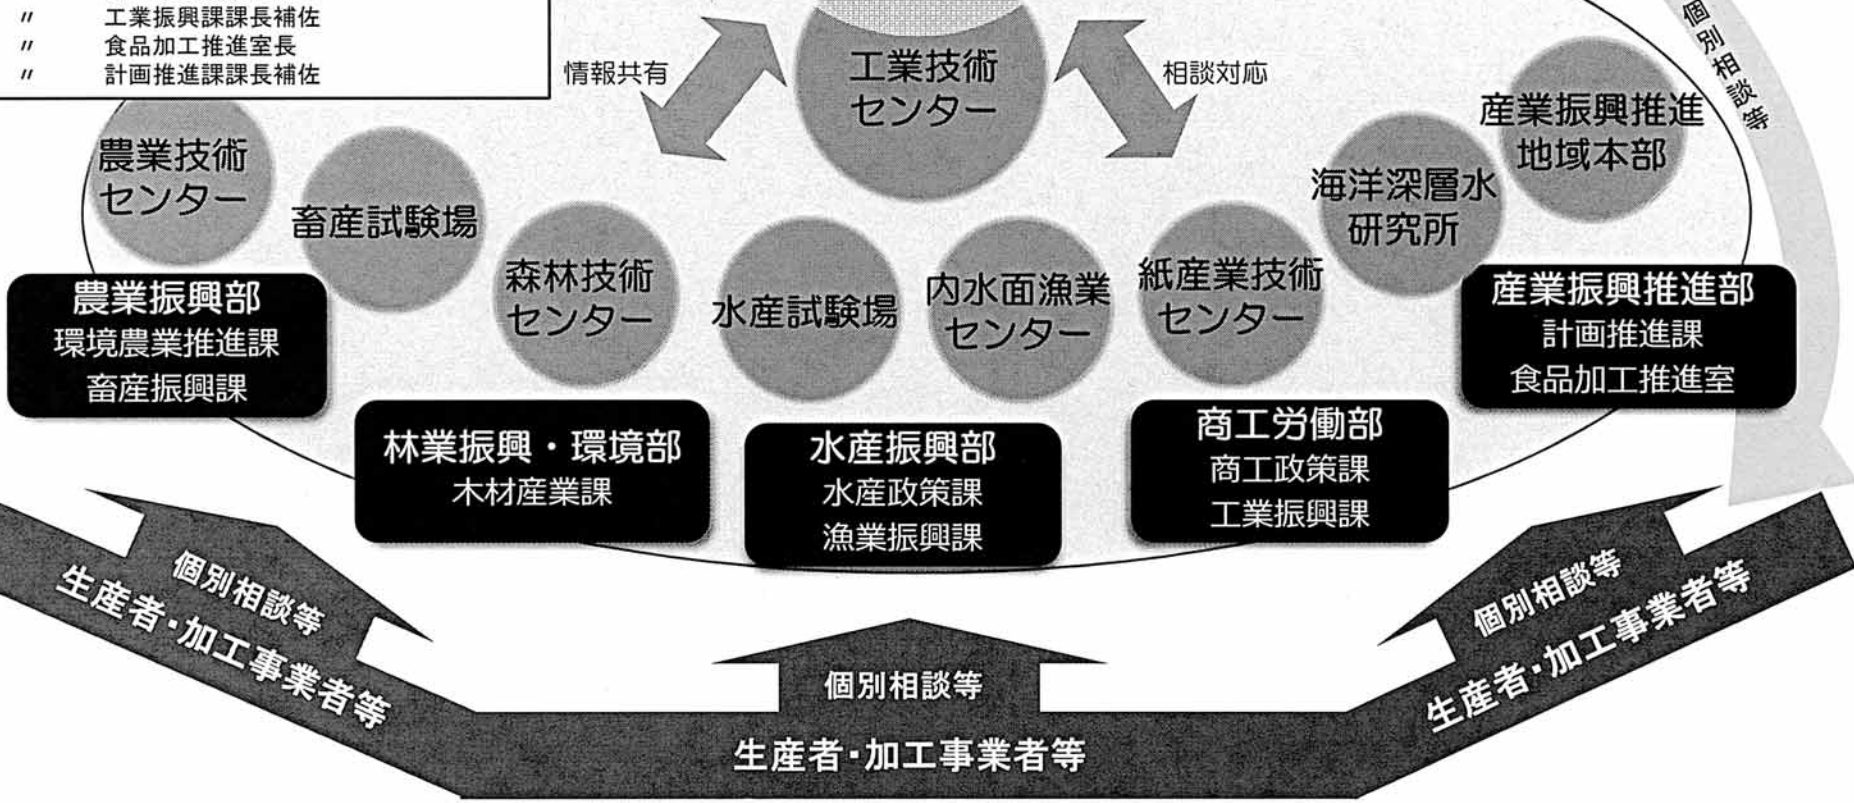 〃 工業振興課課長補佐
〃 食品加工推進室長
〃 計画推進課課長補佐
情報共有
工業技術
センター
相談対応
個別相談等
農業技術
センター
畜産試験場
森林技術
センター
水産試験場
内水面漁業
センター
紙産業技術
センター
海洋深層水
研究所
産業振興推進
地域本部
農業振興部
環境農業推進課
畜産振興課
林業振興・環境部
木材産業課
水産振興部
水産政策課
漁業振興課
商工労働部
商工政策課
工業振興課
産業振興推進部
計画推進課
食品加工推進室
個別相談等
生産者・加工事業者等
個別相談等
生産者・加工事業者等
個別相談等
生産者・加工事業者等